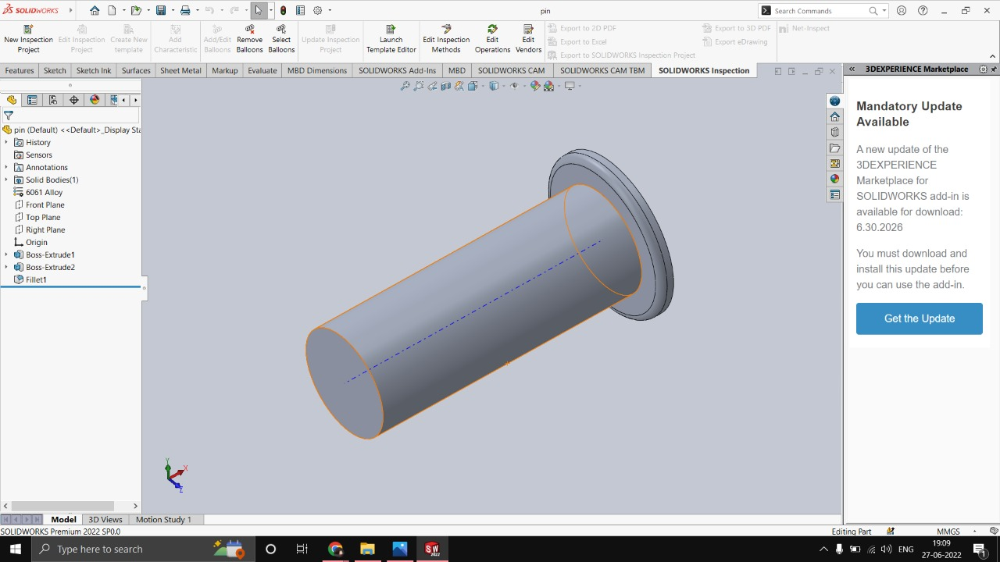 SOLIDWORKS
pin
Search Commands
New Inspection Project
Edit Inspection Project
Create New template
Add Characteristic
Add/Edit Balloons
Remove Balloons
Select Balloons
Update Inspection Project
Launch Template Editor
Edit Inspection Methods
Edit Operations
Edit Vendors
Export to 2D PDF
Export to Excel
Export to SOLIDWORKS Inspection Project
Export to 3D PDF
Export eDrawing
Net-Inspect
Features
Sketch
Sketch Ink
Surfaces
Sheet Metal
Markup
Evaluate
MBD Dimensions
SOLIDWORKS Add-Ins
MBD
SOLIDWORKS CAM
SOLIDWORKS CAM TBM
SOLIDWORKS Inspection
3DEXPERIENCE Marketplace
pin (Default) <<Default>_Display Sta
History
Sensors
Annotations
Solid Bodies(1)
6061 Alloy
Front Plane
Top Plane
Right Plane
Origin
Boss-Extrude1
Boss-Extrude2
Fillet1
Y
X
Z
Mandatory Update
Available
A new update of the
3DEXPERIENCE
Marketplace for
SOLIDWORKS add-in is
available for download:
6.30.2026
You must download and
install this update before
you can use the add-in.
Get the Update
Model
3D Views
Motion Study 1
SOLIDWORKS Premium 2022 SP0.0
Editing Part
MMGS
Type here to search
SW
2022
ENG
19:09
27-06-2022
1